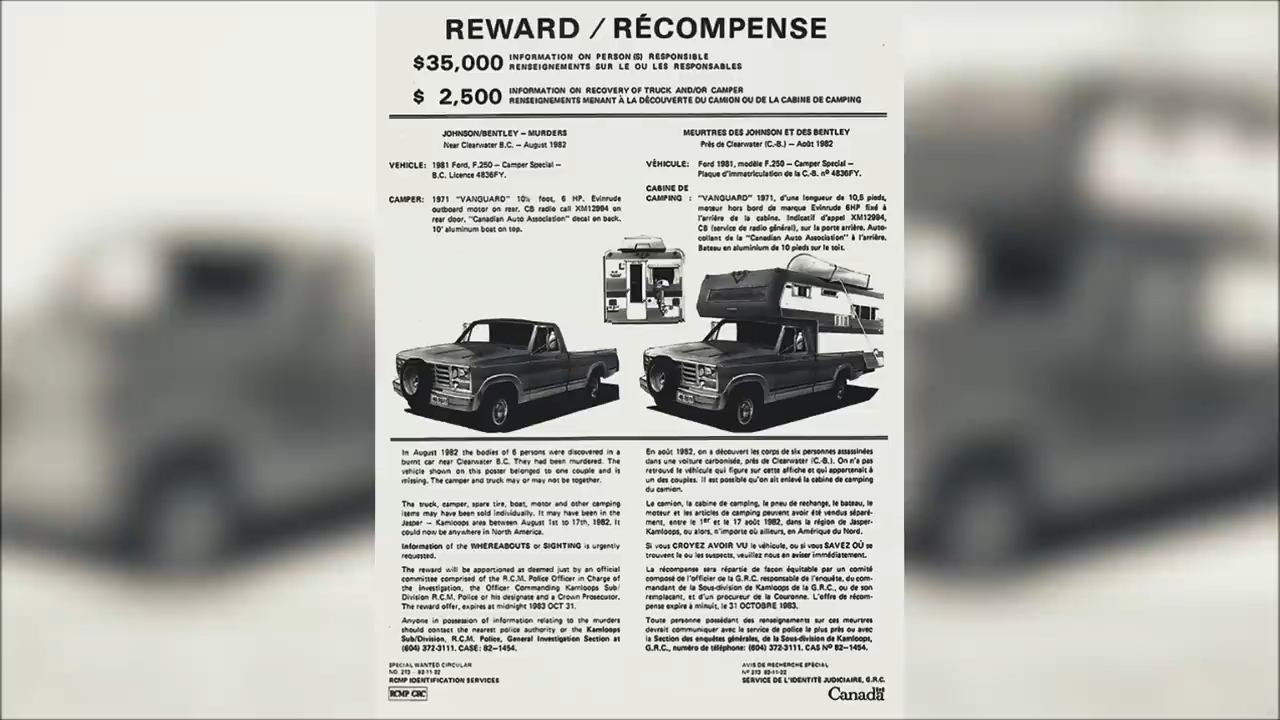 REWARD / RÉCOMPENSE
$35,000 INFORMATION ON PERSON(S) RESPONSIBLE
RENSEIGNEMENTS SUR LE OU LES RESPONSABLES
$ 2,500 INFORMATION ON RECOVERY OF TRUCK AND/OR CAMPER
RENSEIGNEMENTS MENANT À LA DÉCOUVERTE DU CAMION OU DE LA CABINE DE CAMPING
JOHNSON/BENTLEY – MURDERS
Near Clearwater B.C. – August 1982
VEHICLE: 1981 Ford, F.250 – Camper Special –
B.C. Licence 4836FY.
CAMPER: 1971 "VANGUARD" 10½ foot, 6 HP. Evinrude
outboard motor on rear. CB radio call XM12994 on
rear door. "Canadian Auto Association" decal on back.
10' aluminum boat on top.
MEURTRES DES JOHNSON ET DES BENTLEY
Près de Clearwater (C.-B.) – Août 1982
VÉHICULE: Ford 1981, modèle F.250 – Camper Special –
Plaque d'immatriculation de la C.-B. nº 4836FY.
CABINE DE
CAMPING : "VANGUARD" 1971, d'une longueur de 10,5 pieds,
moteur hors bord de marque Evinrude 6HP fixé à
l'arrière de la cabine. Indicatif d'appel XM12994,
CB (service de radio général), sur la porte arrière. Auto-
collant de la "Canadian Auto Association" à l'arrière.
Bateau en aluminium de 10 pieds sur le toit.
In August 1982 the bodies of 6 persons were discovered in a
burnt car near Clearwater B.C. They had been murdered. The
vehicle shown on this poster belonged to one couple and is
missing. The camper and truck may or may not be together.
The truck, camper, spare tire, boat, motor and other camping
items may have been sold individually. It may have been in the
Jasper – Kamloops area between August 1st to 17th, 1982. It
could now be anywhere in North America.
Information of the WHEREABOUTS or SIGHTING is urgently
requested.
The reward will be apportioned as deemed just by an official
committee comprised of the R.C.M. Police Officer in Charge of
the investigation, the Officer Commanding Kamloops Sub/
Division R.C.M. Police or his designate and a Crown Prosecutor.
The reward offer, expires at midnight 1983 OCT 31.
Anyone in possession of information relating to the murders
should contact the nearest police authority or the Kamloops
Sub/Division, R.C.M. Police, General Investigation Section at
(604) 372-3111. CASE: 82–1454.
SPECIAL WANTED CIRCULAR
NO. 213 82-11-22
RCMP IDENTIFICATION SERVICES
RCMP GRC
En août 1982, on a découvert les corps de six personnes assassinées
dans une voiture carbonisée, près de Clearwater (C.-B.). On n'a pas
retrouvé le véhicule qui figure sur cette affiche et qui appartenait à
un des couples. Il est possible qu'on ait enlevé la cabine de camping
du camion.
Le camion, la cabine de camping, le pneu de rechange, le bateau, le
moteur et les articles de camping peuvent avoir été vendus séparé-
ment, entre le 1er et le 17 août 1982, dans la région de Jasper-
Kamloops, ou alors, n'importe où ailleurs, en Amérique du Nord.
Si vous CROYEZ AVOIR VU le véhicule, ou si vous SAVEZ OÙ se
trouvent le ou les suspects, veuillez nous en aviser immédiatement.
La récompense sera répartie de façon équitable par un comité
composé de l'officier de la G.R.C. responsable de l'enquête, du com-
mandant de la Sous-division de Kamloops de la G.R.C., ou de son
remplaçant, et d'un procureur de la Couronne. L'offre de récom-
pense expire à minuit, le 31 OCTOBRE 1983.
Toute personne possédant des renseignements sur ces meurtres
devrait communiquer avec le service de police le plus près ou avec
la Section des enquêtes générales, de la Sous-division de Kamloops,
G.R.C., numéro de téléphone: (604) 372-3111. CAS Nº 82–1454.
AVIS DE RECHERCHE SPÉCIAL
Nº 213 82-11-22
SERVICE DE L'IDENTITÉ JUDICIAIRE, G.R.C.
Canada